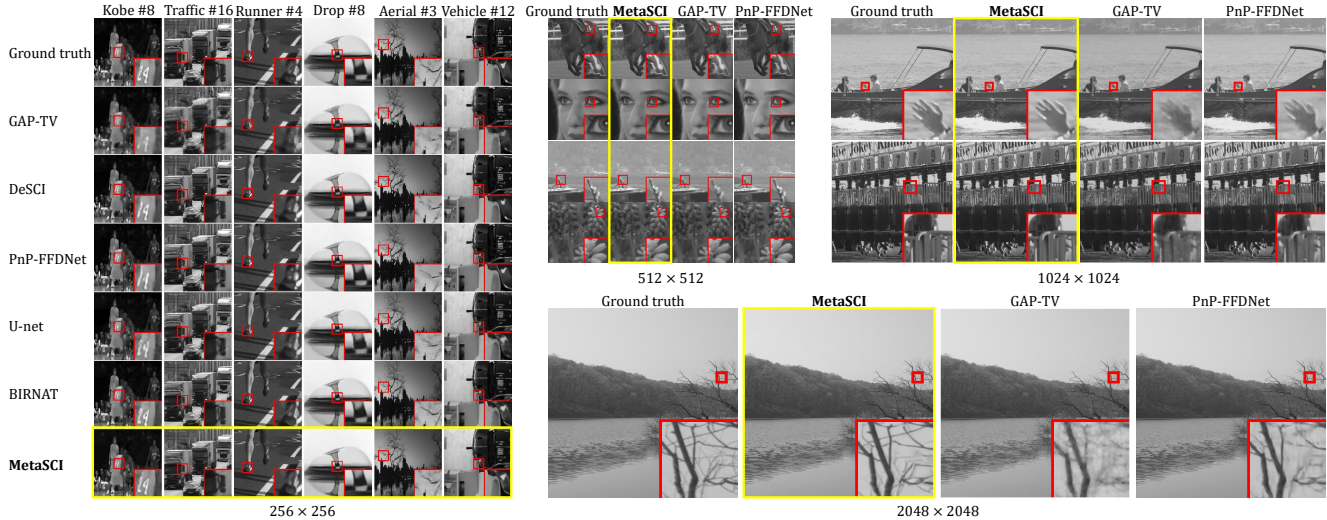 Kobe #8 Traffic #16 Runner #4 Drop #8 Aerial #3 Vehicle #12
Ground truth
GAP-TV
DeSCI
PnP-FFDNet
U-net
BIRNAT
MetaSCI
256 × 256
Ground truth MetaSCI GAP-TV PnP-FFDNet
512 × 512
Ground truth MetaSCI GAP-TV PnP-FFDNet
1024 × 1024
Ground truth MetaSCI GAP-TV PnP-FFDNet
2048 × 2048